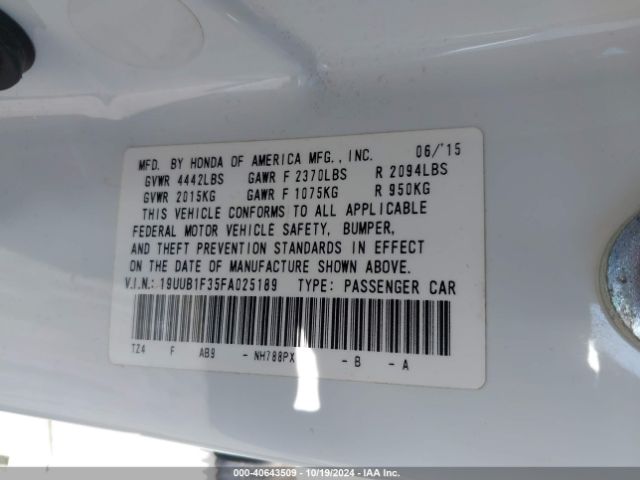 MFD. BY HONDA OF AMERICA MFG., INC. 06/'15
GVWR 4442LBS GAWR F 2370LBS R 2094LBS
GVWR 2015KG GAWR F 1075KG R 950KG
THIS VEHICLE CONFORMS TO ALL APPLICABLE
FEDERAL MOTOR VEHICLE SAFETY, BUMPER,
AND THEFT PREVENTION STANDARDS IN EFFECT
ON THE DATE OF MANUFACTURE SHOWN ABOVE.
V.I.N.: 19UUB1F35FA025189 TYPE: PASSENGER CAR
TZ4 F AB9 - NH788PX - B - A
000-40643509 - 10/19/2024 - IAA Inc.